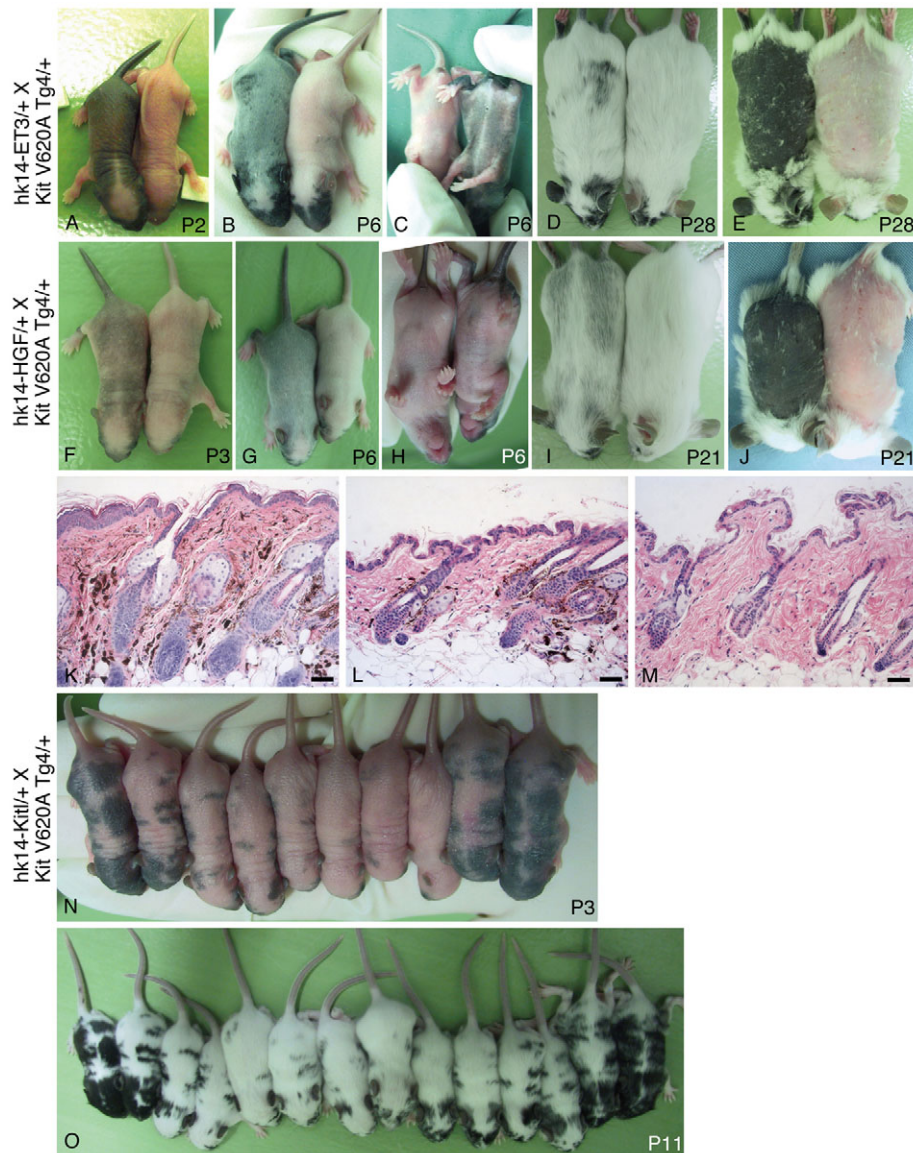 hk14-ET3/+ X
Kit V620A Tg4/+
A P2
B P6
C P6
D P28
E P28
hk14-HGF/+ X
Kit V620A Tg4/+
F P3
G P6
H P6
I P21
J P21
K
L
M
hk14-Kitl/+ X
Kit V620A Tg4/+
N P3
O P11